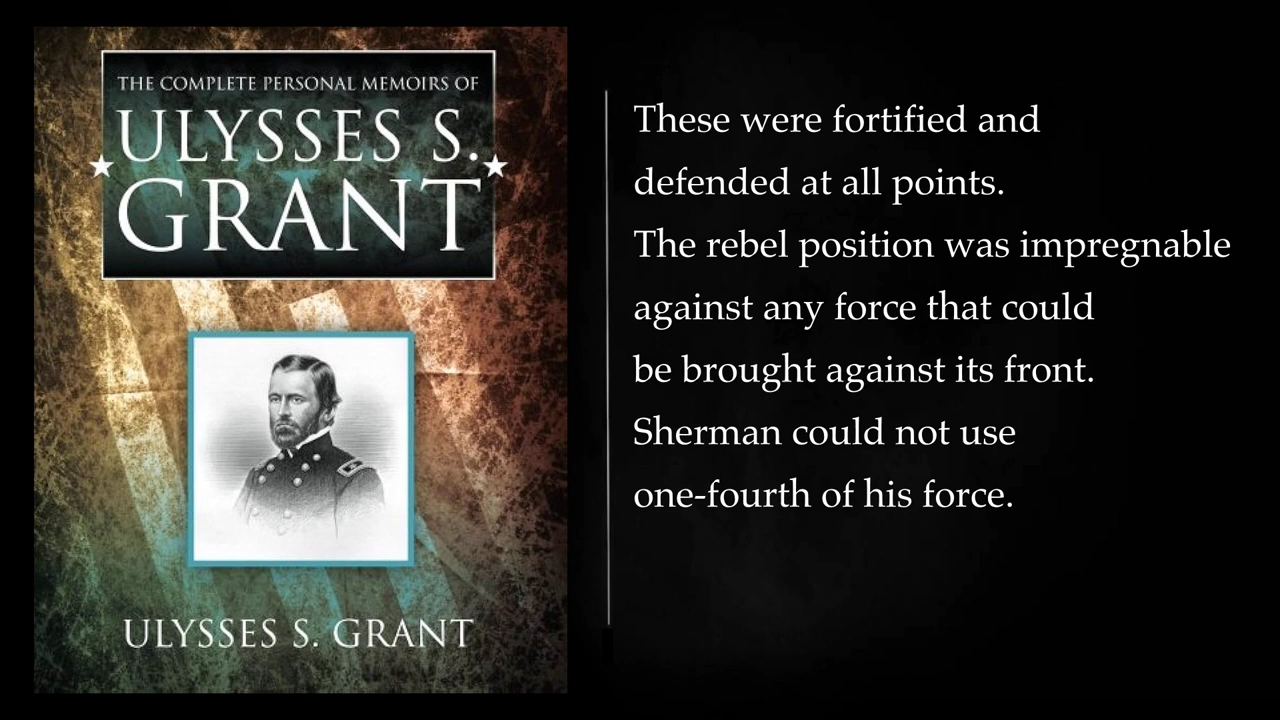 THE COMPLETE PERSONAL MEMOIRS OF
ULYSSES S.
GRANT
ULYSSES S. GRANT
These were fortified and
defended at all points.
The rebel position was impregnable
against any force that could
be brought against its front.
Sherman could not use
one-fourth of his force.